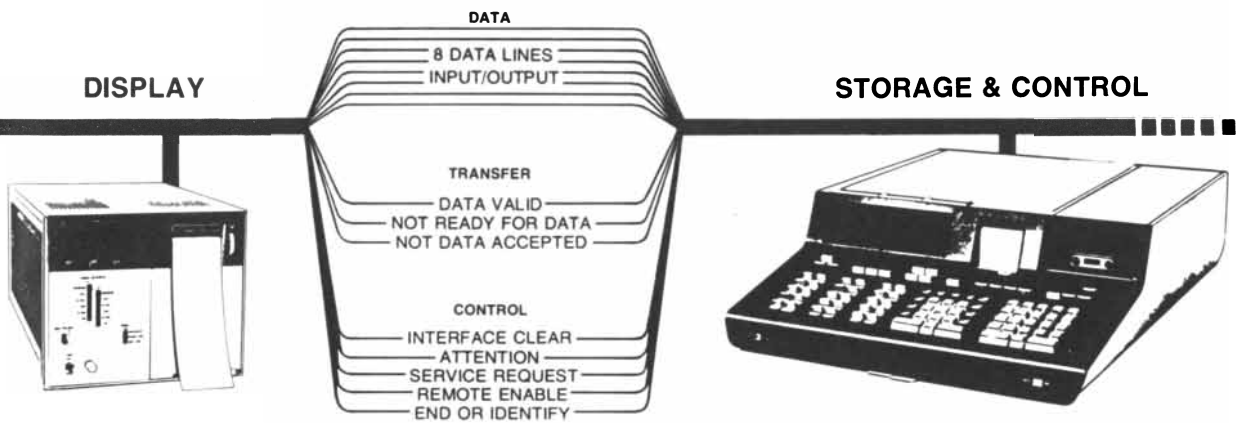 DATA
8 DATA LINES
INPUT/OUTPUT
DISPLAY
STORAGE & CONTROL
TRANSFER
DATA VALID
NOT READY FOR DATA
NOT DATA ACCEPTED
CONTROL
INTERFACE CLEAR
ATTENTION
SERVICE REQUEST
REMOTE ENABLE
END OR IDENTIFY